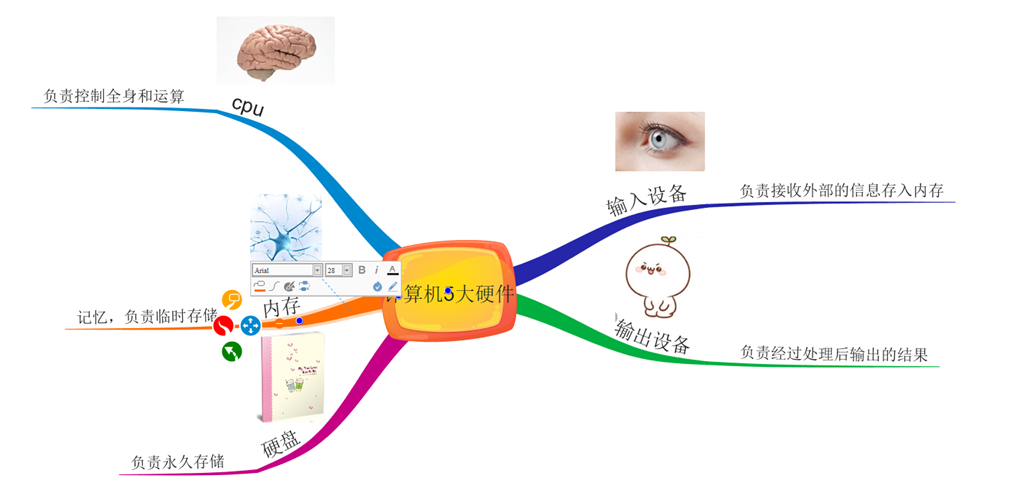 cpu
负责控制全身和运算
输入设备
负责接收外部的信息存入内存
Arial
28
B
i
A
计算机5大硬件
内存
记忆，负责临时存储
输出设备
负责经过处理后输出的结果
硬盘
负责永久存储